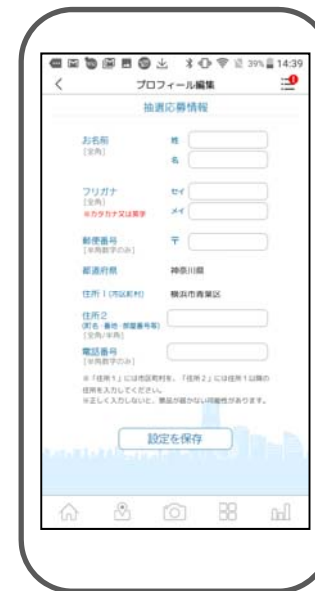 39% 14:39
プロフィール編集
抽選応募情報
お名前 姓
[全角]
名
フリガナ セイ
[全角]
※カタカナ又は英字 メイ
郵便番号 〒
[半角数字のみ]
都道府県 神奈川県
住所1(市区町村) 横浜市青葉区
住所2
(町名・番地・部屋番号等)
[全角/半角]
電話番号
[半角数字のみ]
※「住所1」には市区町村を、「住所2」には住所1以降の
住所を入力してください。
※正しく入力しないと、景品が届かない可能性があります。
設定を保存